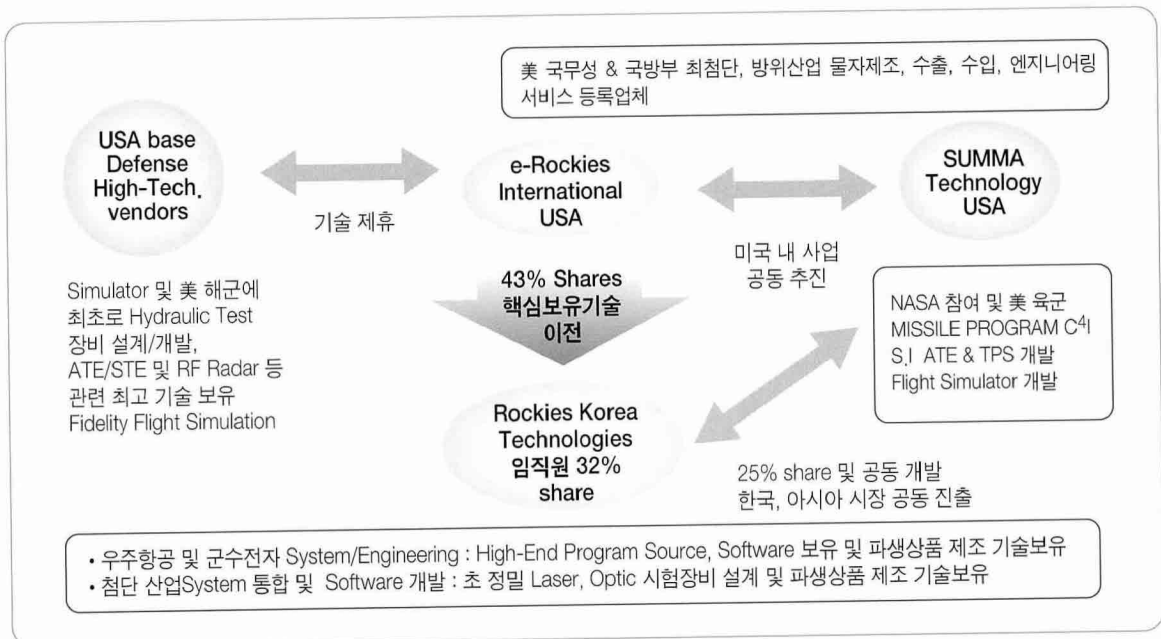 美 국무성 & 국방부 최첨단, 방위산업 물자제조, 수출, 수입, 엔지니어링
서비스 등록업체
USA base
Defense
High-Tech.
vendors
기술 제휴
e-Rockies
International
USA
미국 내 사업
공동 추진
SUMMA
Technology
USA
Simulator 및 美 해군에
최초로 Hydraulic Test
장비 설계/개발,
ATE/STE 및 RF Radar 등
관련 최고 기술 보유
Fidelity Flight Simulation
43% Shares
핵심보유기술
이전
NASA 참여 및 美 육군
MISSILE PROGRAM C4I
S.I ATE & TPS 개발
Flight Simulator 개발
Rockies Korea
Technologies
임직원 32%
share
25% share 및 공동 개발
한국, 아시아 시장 공동 진출
• 우주항공 및 군수전자 System/Engineering : High-End Program Source, Software 보유 및 파생상품 제조 기술보유
• 첨단 산업System 통합 및 Software 개발 : 초 정밀 Laser, Optic 시험장비 설계 및 파생상품 제조 기술보유